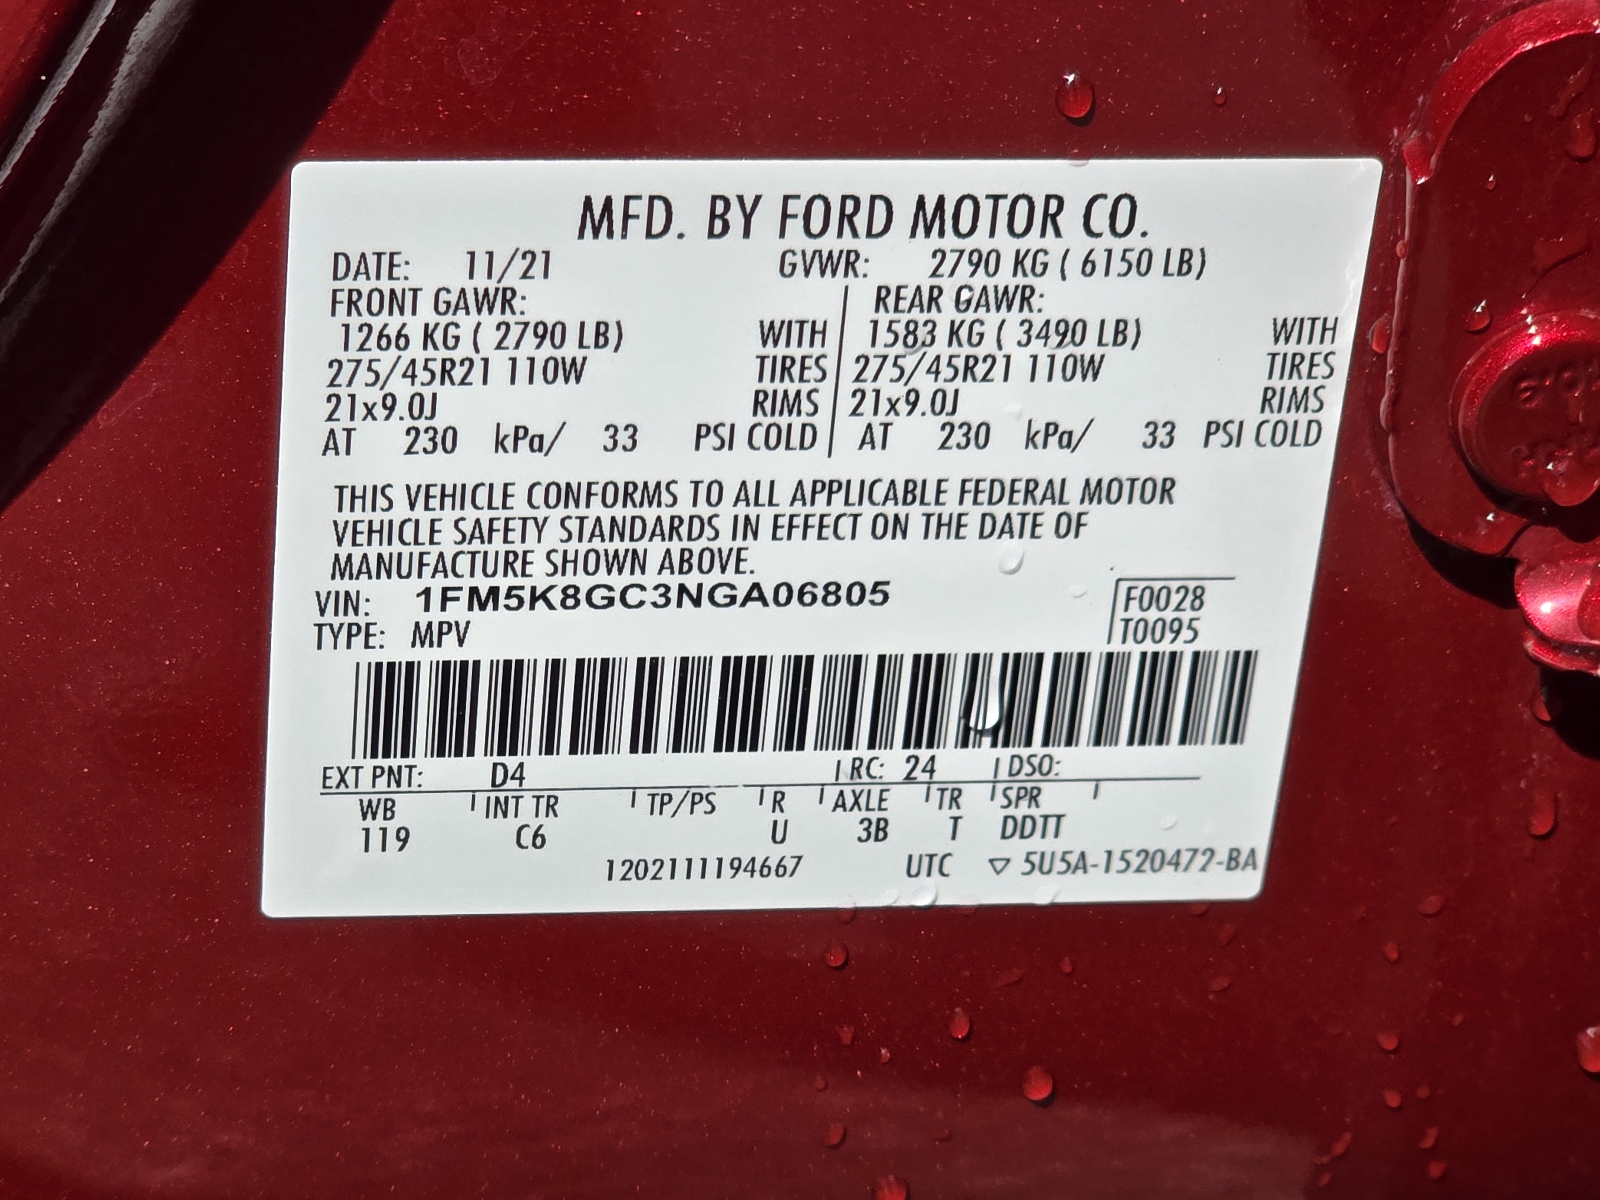 MFD. BY FORD MOTOR CO.
DATE: 11/21 GVWR: 2790 KG ( 6150 LB)
FRONT GAWR: REAR GAWR:
1266 KG ( 2790 LB) WITH 1583 KG ( 3490 LB) WITH
275/45R21 110W TIRES 275/45R21 110W TIRES
21x9.0J RIMS 21x9.0J RIMS
AT 230 kPa/ 33 PSI COLD AT 230 kPa/ 33 PSI COLD
THIS VEHICLE CONFORMS TO ALL APPLICABLE FEDERAL MOTOR
VEHICLE SAFETY STANDARDS IN EFFECT ON THE DATE OF
MANUFACTURE SHOWN ABOVE.
VIN: 1FM5K8GC3NGA06805 F0028
TYPE: MPV T0095
EXT PNT: D4 RC: 24 DSO:
WB INT TR TP/PS R AXLE TR SPR
119 C6 U 3B T DDTT
1202111194667 UTC ▽ 5U5A-1520472-BA